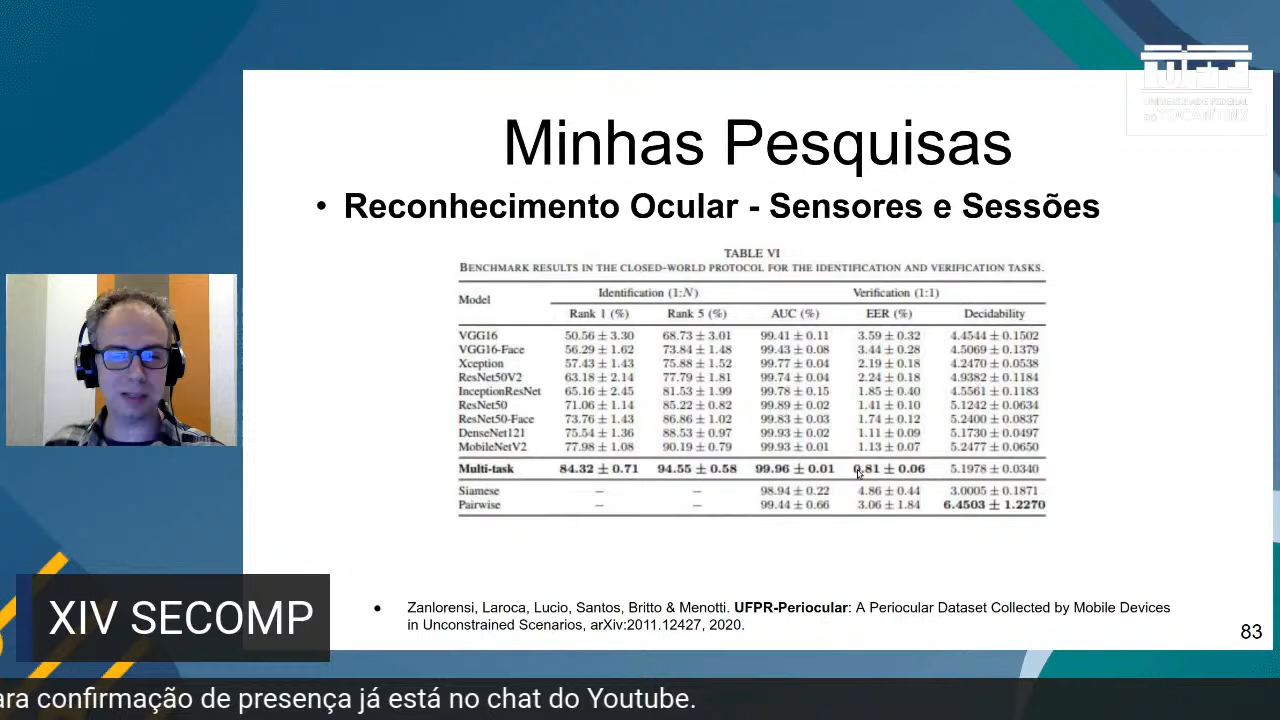 UNIVERSIDADE FEDERAL
DO TOCANTINS
Minhas Pesquisas
• Reconhecimento Ocular - Sensores e Sessões
TABLE VI
BENCHMARK RESULTS IN THE CLOSED-WORLD PROTOCOL FOR THE IDENTIFICATION AND VERIFICATION TASKS.
Model Identification (1:N) Verification (1:1)
Rank 1 (%) Rank 5 (%) AUC (%) EER (%) Decidability
VGG16 50.56 ± 3.30 68.73 ± 3.01 99.41 ± 0.11 3.59 ± 0.32 4.4544 ± 0.1502
VGG16-Face 56.29 ± 1.62 73.84 ± 1.48 99.43 ± 0.08 3.44 ± 0.28 4.5069 ± 0.1379
Xception 57.43 ± 1.43 75.88 ± 1.52 99.77 ± 0.04 2.19 ± 0.18 4.2470 ± 0.0538
ResNet50V2 63.18 ± 2.14 77.79 ± 1.81 99.74 ± 0.04 2.24 ± 0.18 4.9382 ± 0.1184
InceptionResNet 65.16 ± 2.45 81.53 ± 1.99 99.78 ± 0.15 1.85 ± 0.40 4.5561 ± 0.1183
ResNet50 71.06 ± 1.14 85.22 ± 0.82 99.89 ± 0.02 1.41 ± 0.10 5.1242 ± 0.0634
ResNet50-Face 73.76 ± 1.43 86.86 ± 1.02 99.83 ± 0.03 1.74 ± 0.12 5.2400 ± 0.0837
DenseNet121 75.54 ± 1.36 88.53 ± 0.97 99.93 ± 0.02 1.11 ± 0.09 5.1730 ± 0.0497
MobileNetV2 77.98 ± 1.08 90.19 ± 0.79 99.93 ± 0.01 1.13 ± 0.07 5.2477 ± 0.0650
Multi-task 84.32 ± 0.71 94.55 ± 0.58 99.96 ± 0.01 0.81 ± 0.06 5.1978 ± 0.0340
Siamese – – 98.94 ± 0.22 4.86 ± 0.44 3.0005 ± 0.1871
Pairwise – – 99.44 ± 0.66 3.06 ± 1.84 6.4503 ± 1.2270
● Zanlorensi, Laroca, Lucio, Santos, Britto & Menotti. UFPR-Periocular: A Periocular Dataset Collected by Mobile Devices
in Unconstrained Scenarios, arXiv:2011.12427, 2020.
83
XIV SECOMP
ara confirmação de presença já está no chat do Youtube.